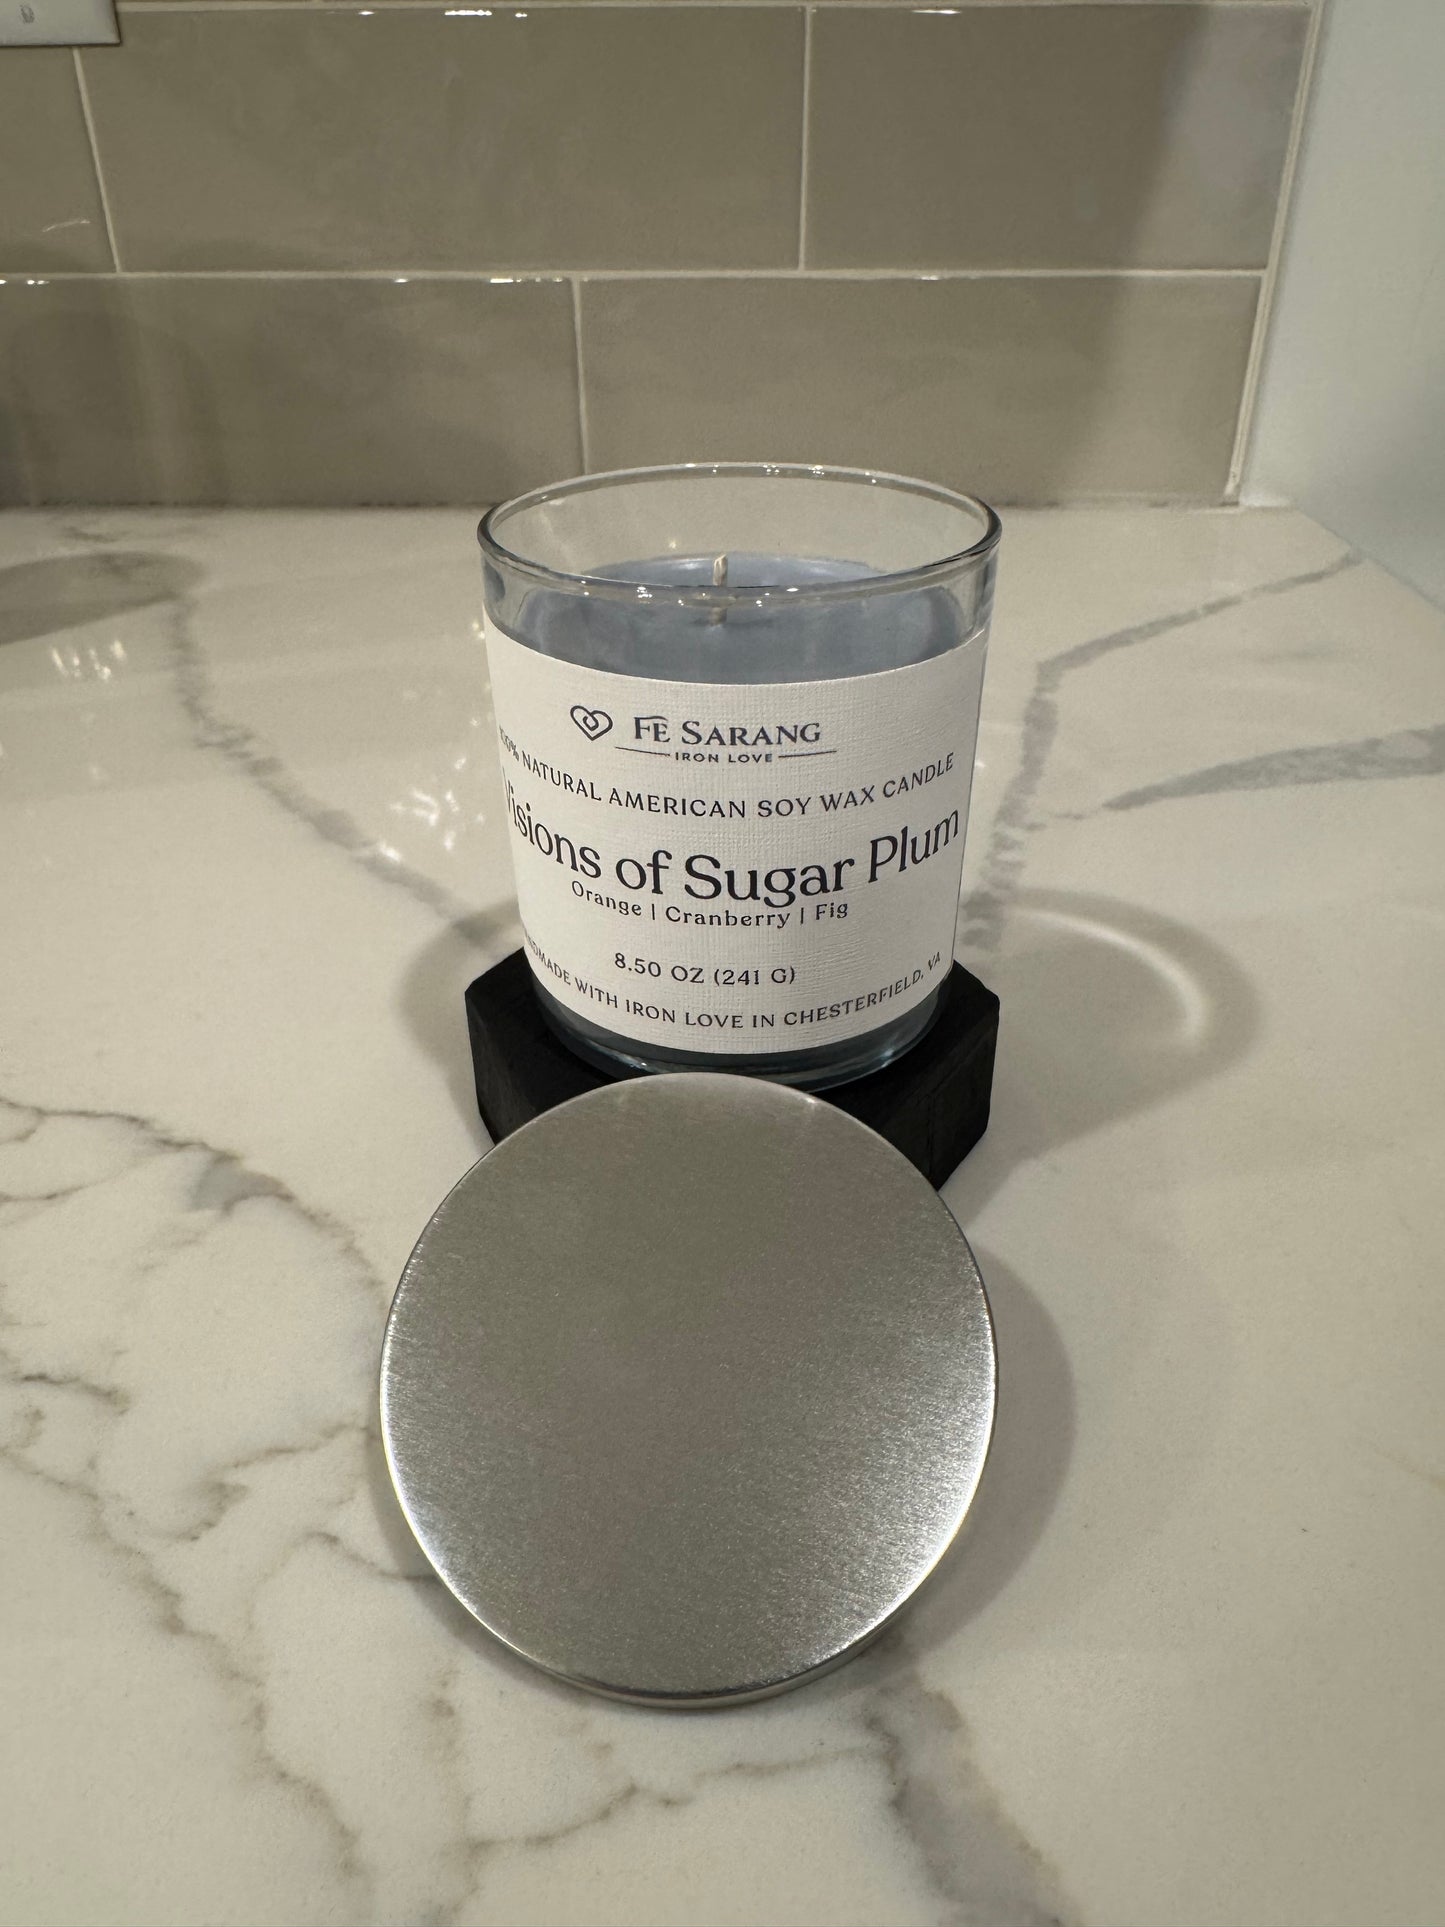 FE SARANG
IRON LOVE
100% NATURAL AMERICAN SOY WAX CANDLE
Visions of Sugar Plum
Orange | Cranberry | Fig
8.50 OZ (241 G)
HANDMADE WITH IRON LOVE IN CHESTERFIELD, VA